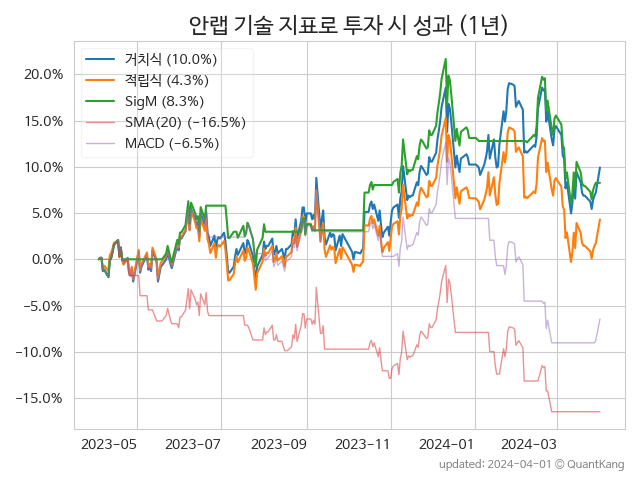 안랩 기술 지표로 투자 시 성과 (1년)
거치식 (10.0%)
적립식 (4.3%)
SigM (8.3%)
SMA(20) (−16.5%)
MACD (−6.5%)
20.0%
15.0%
10.0%
5.0%
0.0%
−5.0%
−10.0%
−15.0%
2023-05 2023-07 2023-09 2023-11 2024-01 2024-03
updated: 2024-04-01 © QuantKang